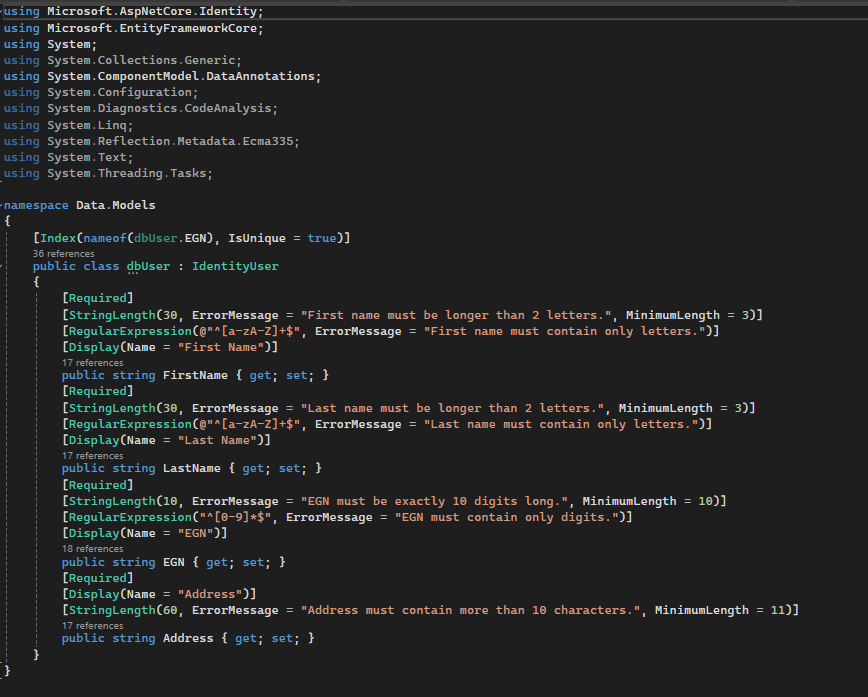 using Microsoft.AspNetCore.Identity;
using Microsoft.EntityFrameworkCore;
using System;
using System.Collections.Generic;
using System.ComponentModel.DataAnnotations;
using System.Configuration;
using System.Diagnostics.CodeAnalysis;
using System.Linq;
using System.Reflection.Metadata.Ecma335;
using System.Text;
using System.Threading.Tasks;
namespace Data.Models
{
[Index(nameof(dbUser.EGN), IsUnique = true)]
36 references
public class dbUser : IdentityUser
{
[Required]
[StringLength(30, ErrorMessage = "First name must be longer than 2 letters.", MinimumLength = 3)]
[RegularExpression(@"^[a-zA-Z]+$", ErrorMessage = "First name must contain only letters.")]
[Display(Name = "First Name")]
17 references
public string FirstName { get; set; }
[Required]
[StringLength(30, ErrorMessage = "Last name must be longer than 2 letters.", MinimumLength = 3)]
[RegularExpression(@"^[a-zA-Z]+$", ErrorMessage = "Last name must contain only letters.")]
[Display(Name = "Last Name")]
17 references
public string LastName { get; set; }
[Required]
[StringLength(10, ErrorMessage = "EGN must be exactly 10 digits long.", MinimumLength = 10)]
[RegularExpression("^[0-9]*$", ErrorMessage = "EGN must contain only digits.")]
[Display(Name = "EGN")]
18 references
public string EGN { get; set; }
[Required]
[Display(Name = "Address")]
[StringLength(60, ErrorMessage = "Address must contain more than 10 characters.", MinimumLength = 11)]
17 references
public string Address { get; set; }
}
}